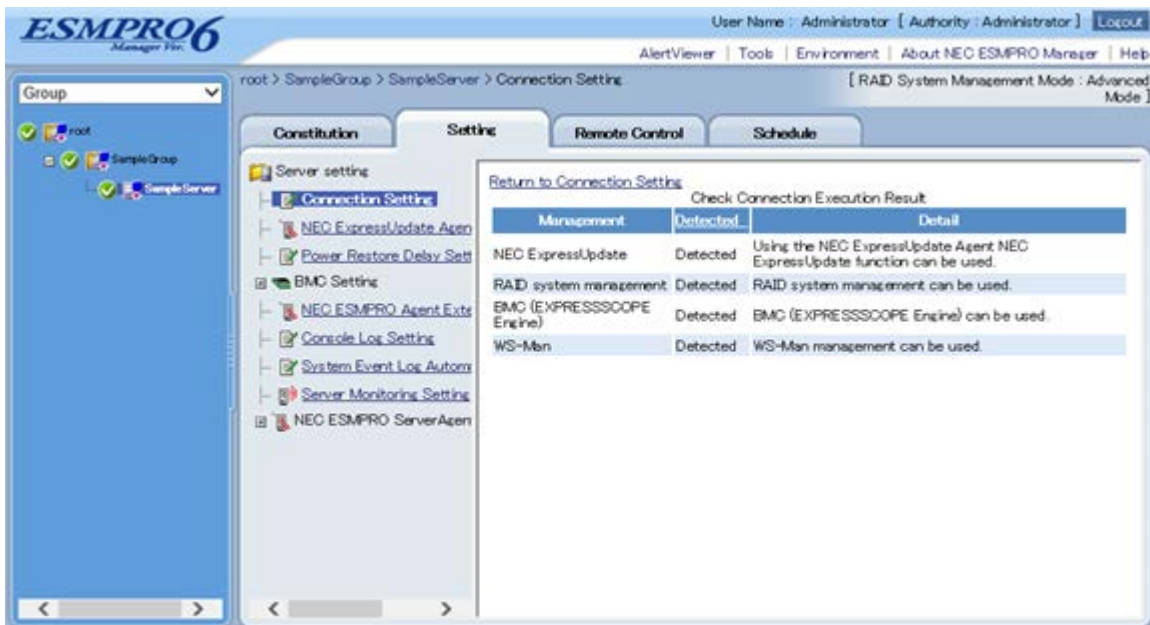 ESMPRO6
Manager Ver.
User Name : Administrator [ Authority : Administrator ] Logout
AlertViewer | Tools | Environment | About NEC ESMPRO Manager | Help
Group
root > SampleGroup > SampleServer > Connection Setting
[ RAID System Management Mode : Advanced
Mode ]
root
SampleGroup
SampleServer
Constitution Setting Remote Control Schedule
Server setting
Connection Setting
NEC ExpressUpdate Agen
Power Restore Delay Sett
BMC Setting
NEC ESMPRO Agent Exte
Console Log Setting
System Event Log Autom
Server Monitoring Setting
NEC ESMPRO ServerAgen
Return to Connection Setting
Check Connection Execution Result
Management Detected Detail
NEC ExpressUpdate Detected Using the NEC ExpressUpdate Agent NEC
ExpressUpdate function can be used.
RAID system management Detected RAID system management can be used.
BMC (EXPRESSSCOPE
Engine) Detected BMC (EXPRESSSCOPE Engine) can be used.
WS-Man Detected WS-Man management can be used.